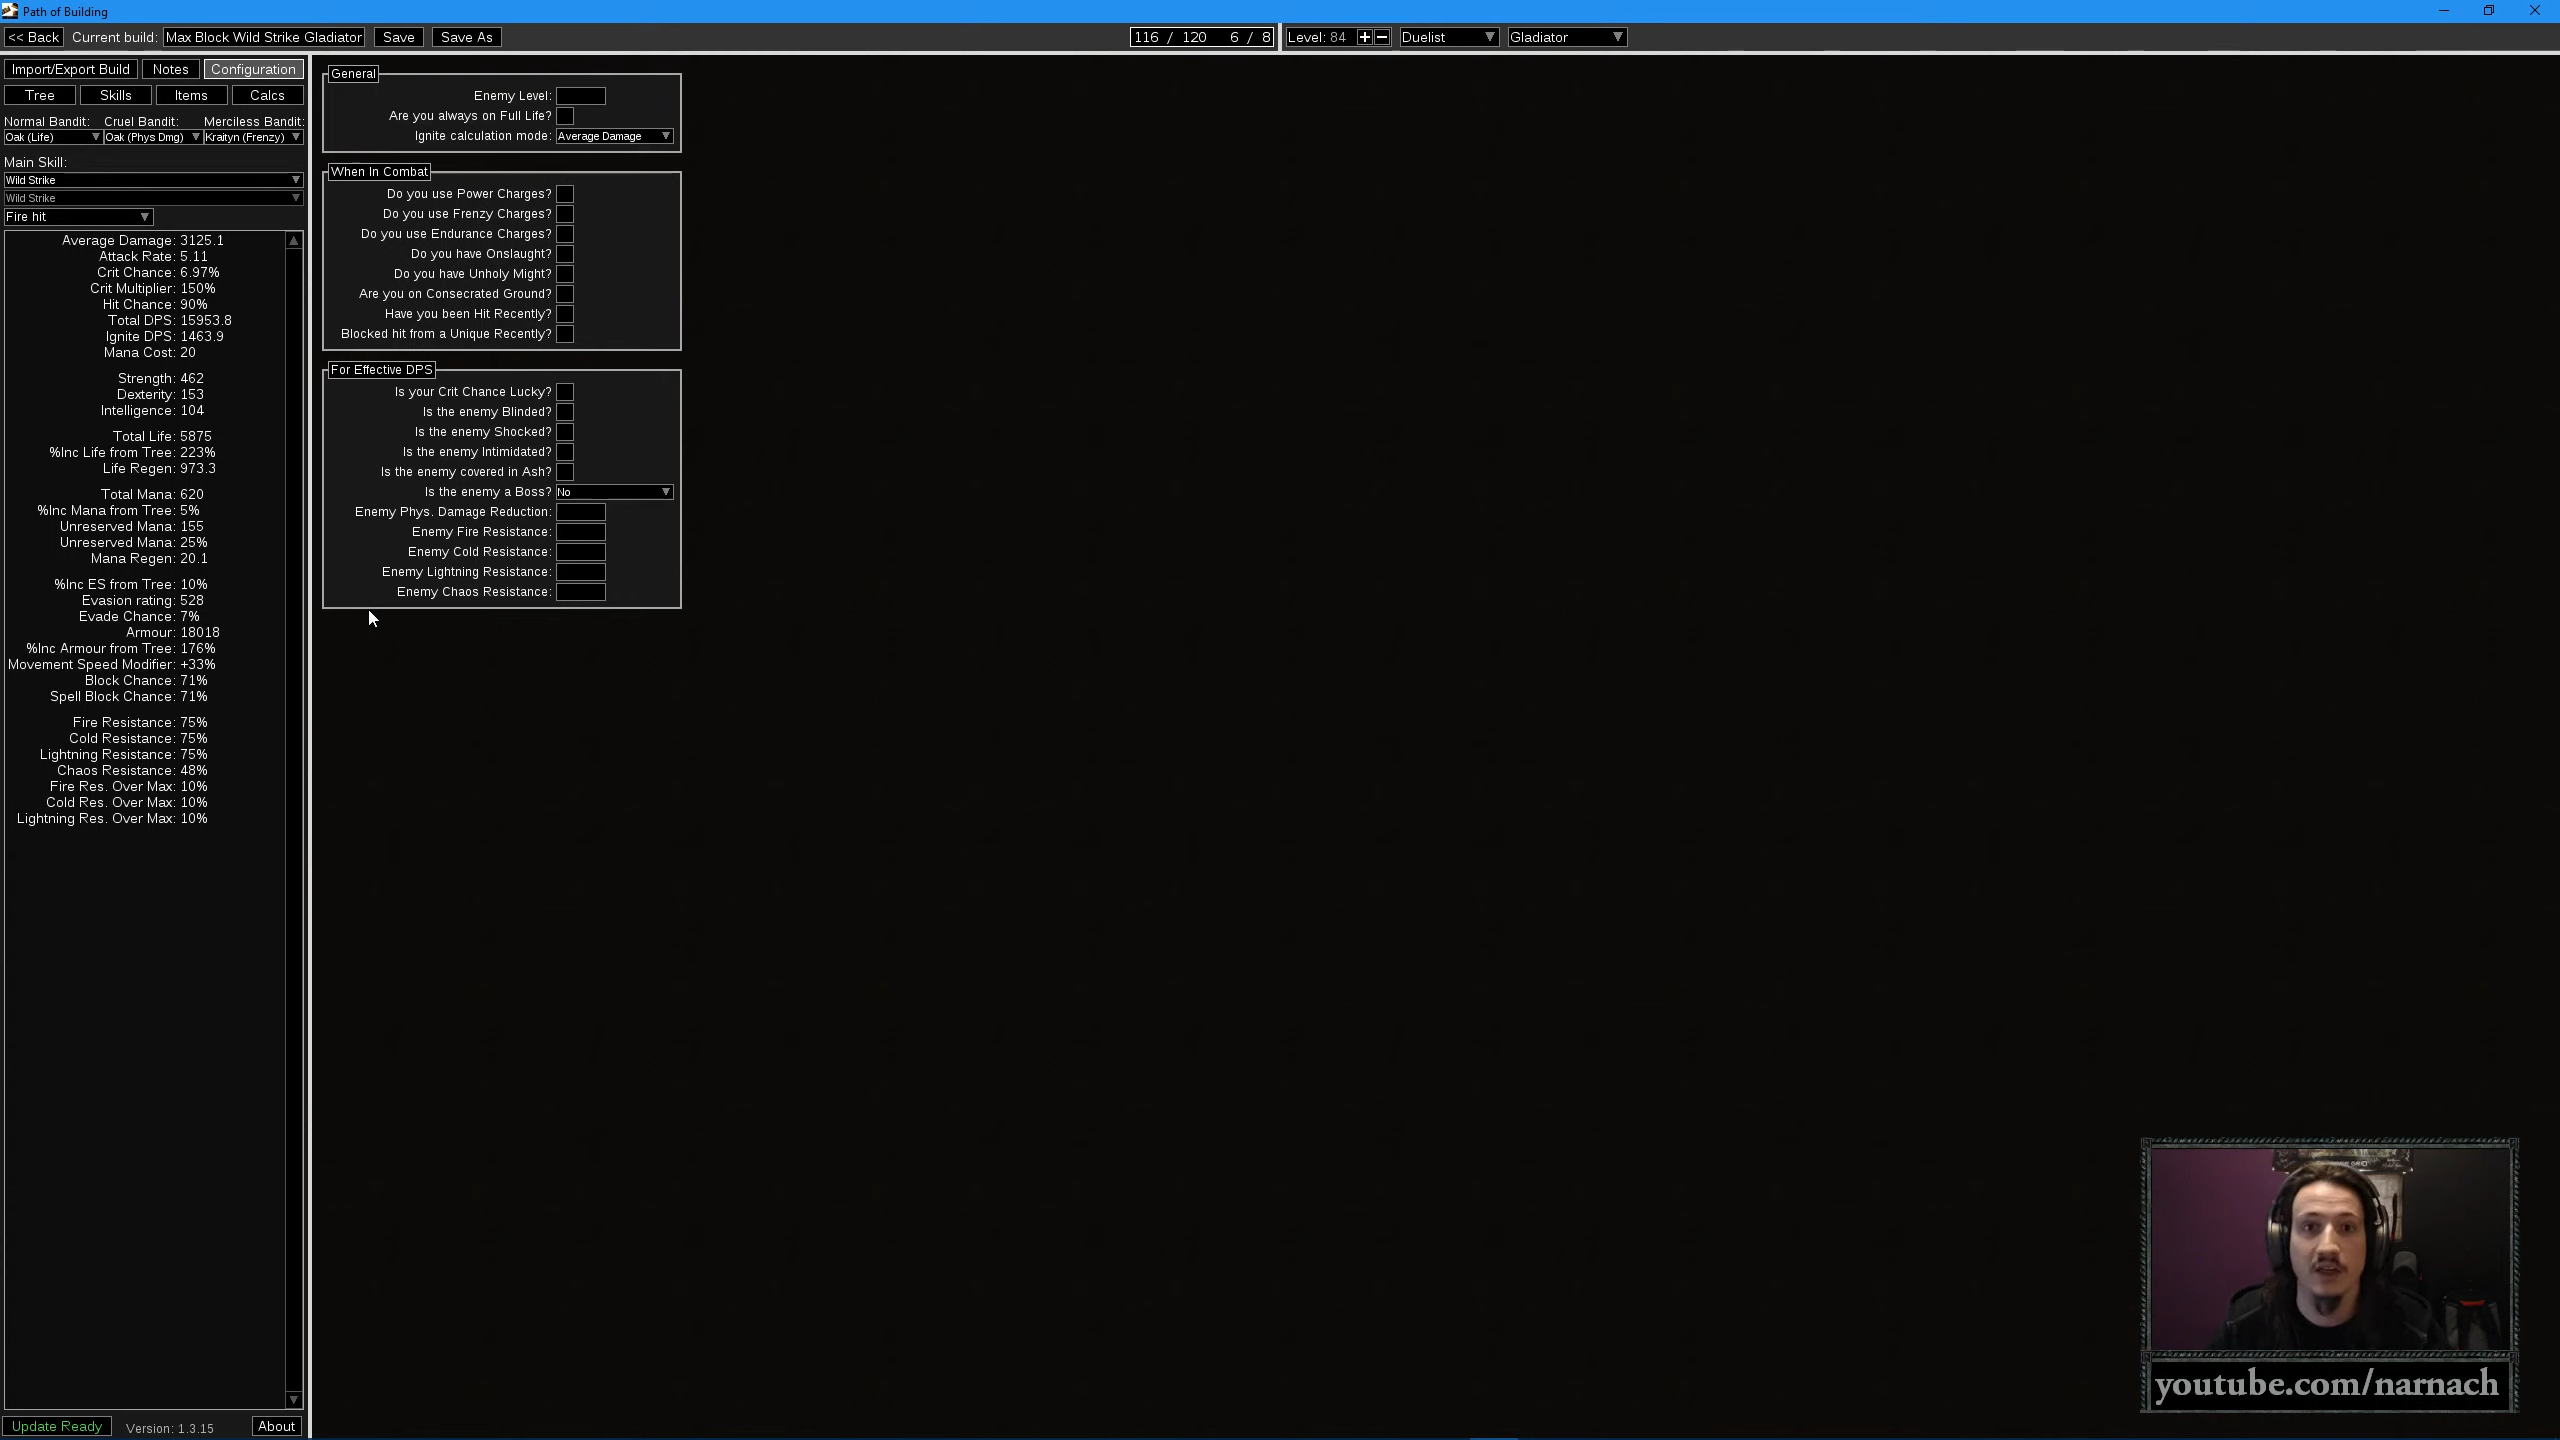 Path of Building
<< Back Current build: Max Block Wild Strike Gladiator Save Save As 116 / 120 6 / 8 Level: 84 Duelist Gladiator
Import/Export Build Notes Configuration
Tree Skills Items Calcs
Normal Bandit: Cruel Bandit: Merciless Bandit:
Oak (Life) Oak (Phys Dmg) Kraityn (Frenzy)
Main Skill:
Wild Strike
Wild Strike
Fire hit
Average Damage: 3125.1
Attack Rate: 5.11
Crit Chance: 6.97%
Crit Multiplier: 150%
Hit Chance: 90%
Total DPS: 15953.8
Ignite DPS: 1463.9
Mana Cost: 20
Strength: 462
Dexterity: 153
Intelligence: 104
Total Life: 5875
%Inc Life from Tree: 223%
Life Regen: 973.3
Total Mana: 620
%Inc Mana from Tree: 5%
Unreserved Mana: 155
Unreserved Mana: 25%
Mana Regen: 20.1
%Inc ES from Tree: 10%
Evasion rating: 528
Evade Chance: 7%
Armour: 18018
%Inc Armour from Tree: 176%
Movement Speed Modifier: +33%
Block Chance: 71%
Spell Block Chance: 71%
Fire Resistance: 75%
Cold Resistance: 75%
Lightning Resistance: 75%
Chaos Resistance: 48%
Fire Res. Over Max: 10%
Cold Res. Over Max: 10%
Lightning Res. Over Max: 10%
Update Ready Version: 1.3.15 About
General
Enemy Level:
Are you always on Full Life?
Ignite calculation mode: Average Damage
When In Combat
Do you use Power Charges?
Do you use Frenzy Charges?
Do you use Endurance Charges?
Do you have Onslaught?
Do you have Unholy Might?
Are you on Consecrated Ground?
Have you been Hit Recently?
Blocked hit from a Unique Recently?
For Effective DPS
Is your Crit Chance Lucky?
Is the enemy Blinded?
Is the enemy Shocked?
Is the enemy Intimidated?
Is the enemy covered in Ash?
Is the enemy a Boss? No
Enemy Phys. Damage Reduction:
Enemy Fire Resistance:
Enemy Cold Resistance:
Enemy Lightning Resistance:
Enemy Chaos Resistance:
youtube.com/narnach